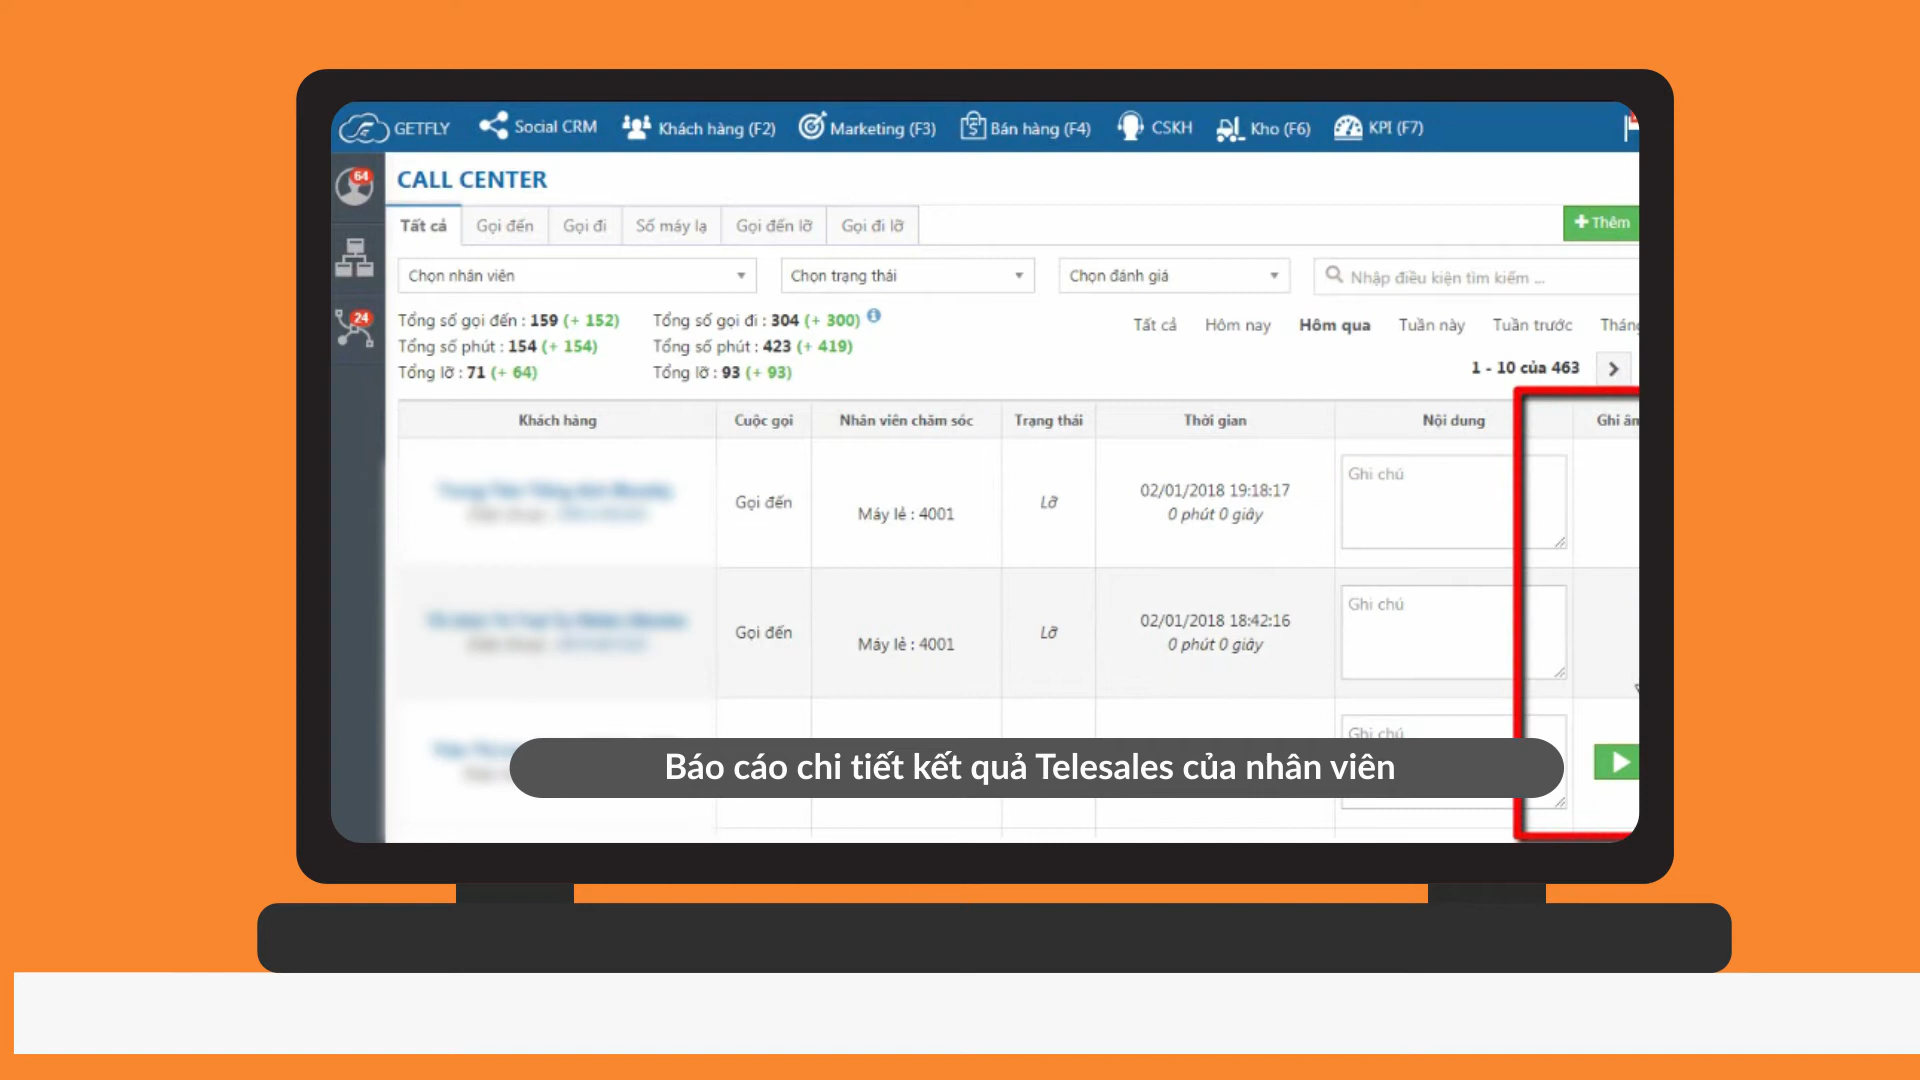 GETFLY Social CRM Khách hàng (F2) Marketing (F3) Bán hàng (F4) CSKH Kho (F6) KPI (F7)
64
CALL CENTER
Tất cả Gọi đến Gọi đi Số máy lạ Gọi đến lỡ Gọi đi lỡ
+ Thêm
Chọn nhân viên Chọn trạng thái Chọn đánh giá Nhập điều kiện tìm kiếm ...
24
Tổng số gọi đến : 159 (+ 152) Tổng số gọi đi : 304 (+ 300)
Tất cả Hôm nay Hôm qua Tuần này Tuần trước Tháng
Tổng số phút : 154 (+ 154) Tổng số phút : 423 (+ 419)
Tổng lỡ : 71 (+ 64) Tổng lỡ : 93 (+ 93)
1 - 10 của 463
Khách hàng Cuộc gọi Nhân viên chăm sóc Trạng thái Thời gian Nội dung Ghi âm
Ghi chú
Gọi đến Máy lẻ : 4001 Lỡ 02/01/2018 19:18:17
0 phút 0 giây
Ghi chú
Gọi đến Máy lẻ : 4001 Lỡ 02/01/2018 18:42:16
0 phút 0 giây
Ghi chú
Báo cáo chi tiết kết quả Telesales của nhân viên